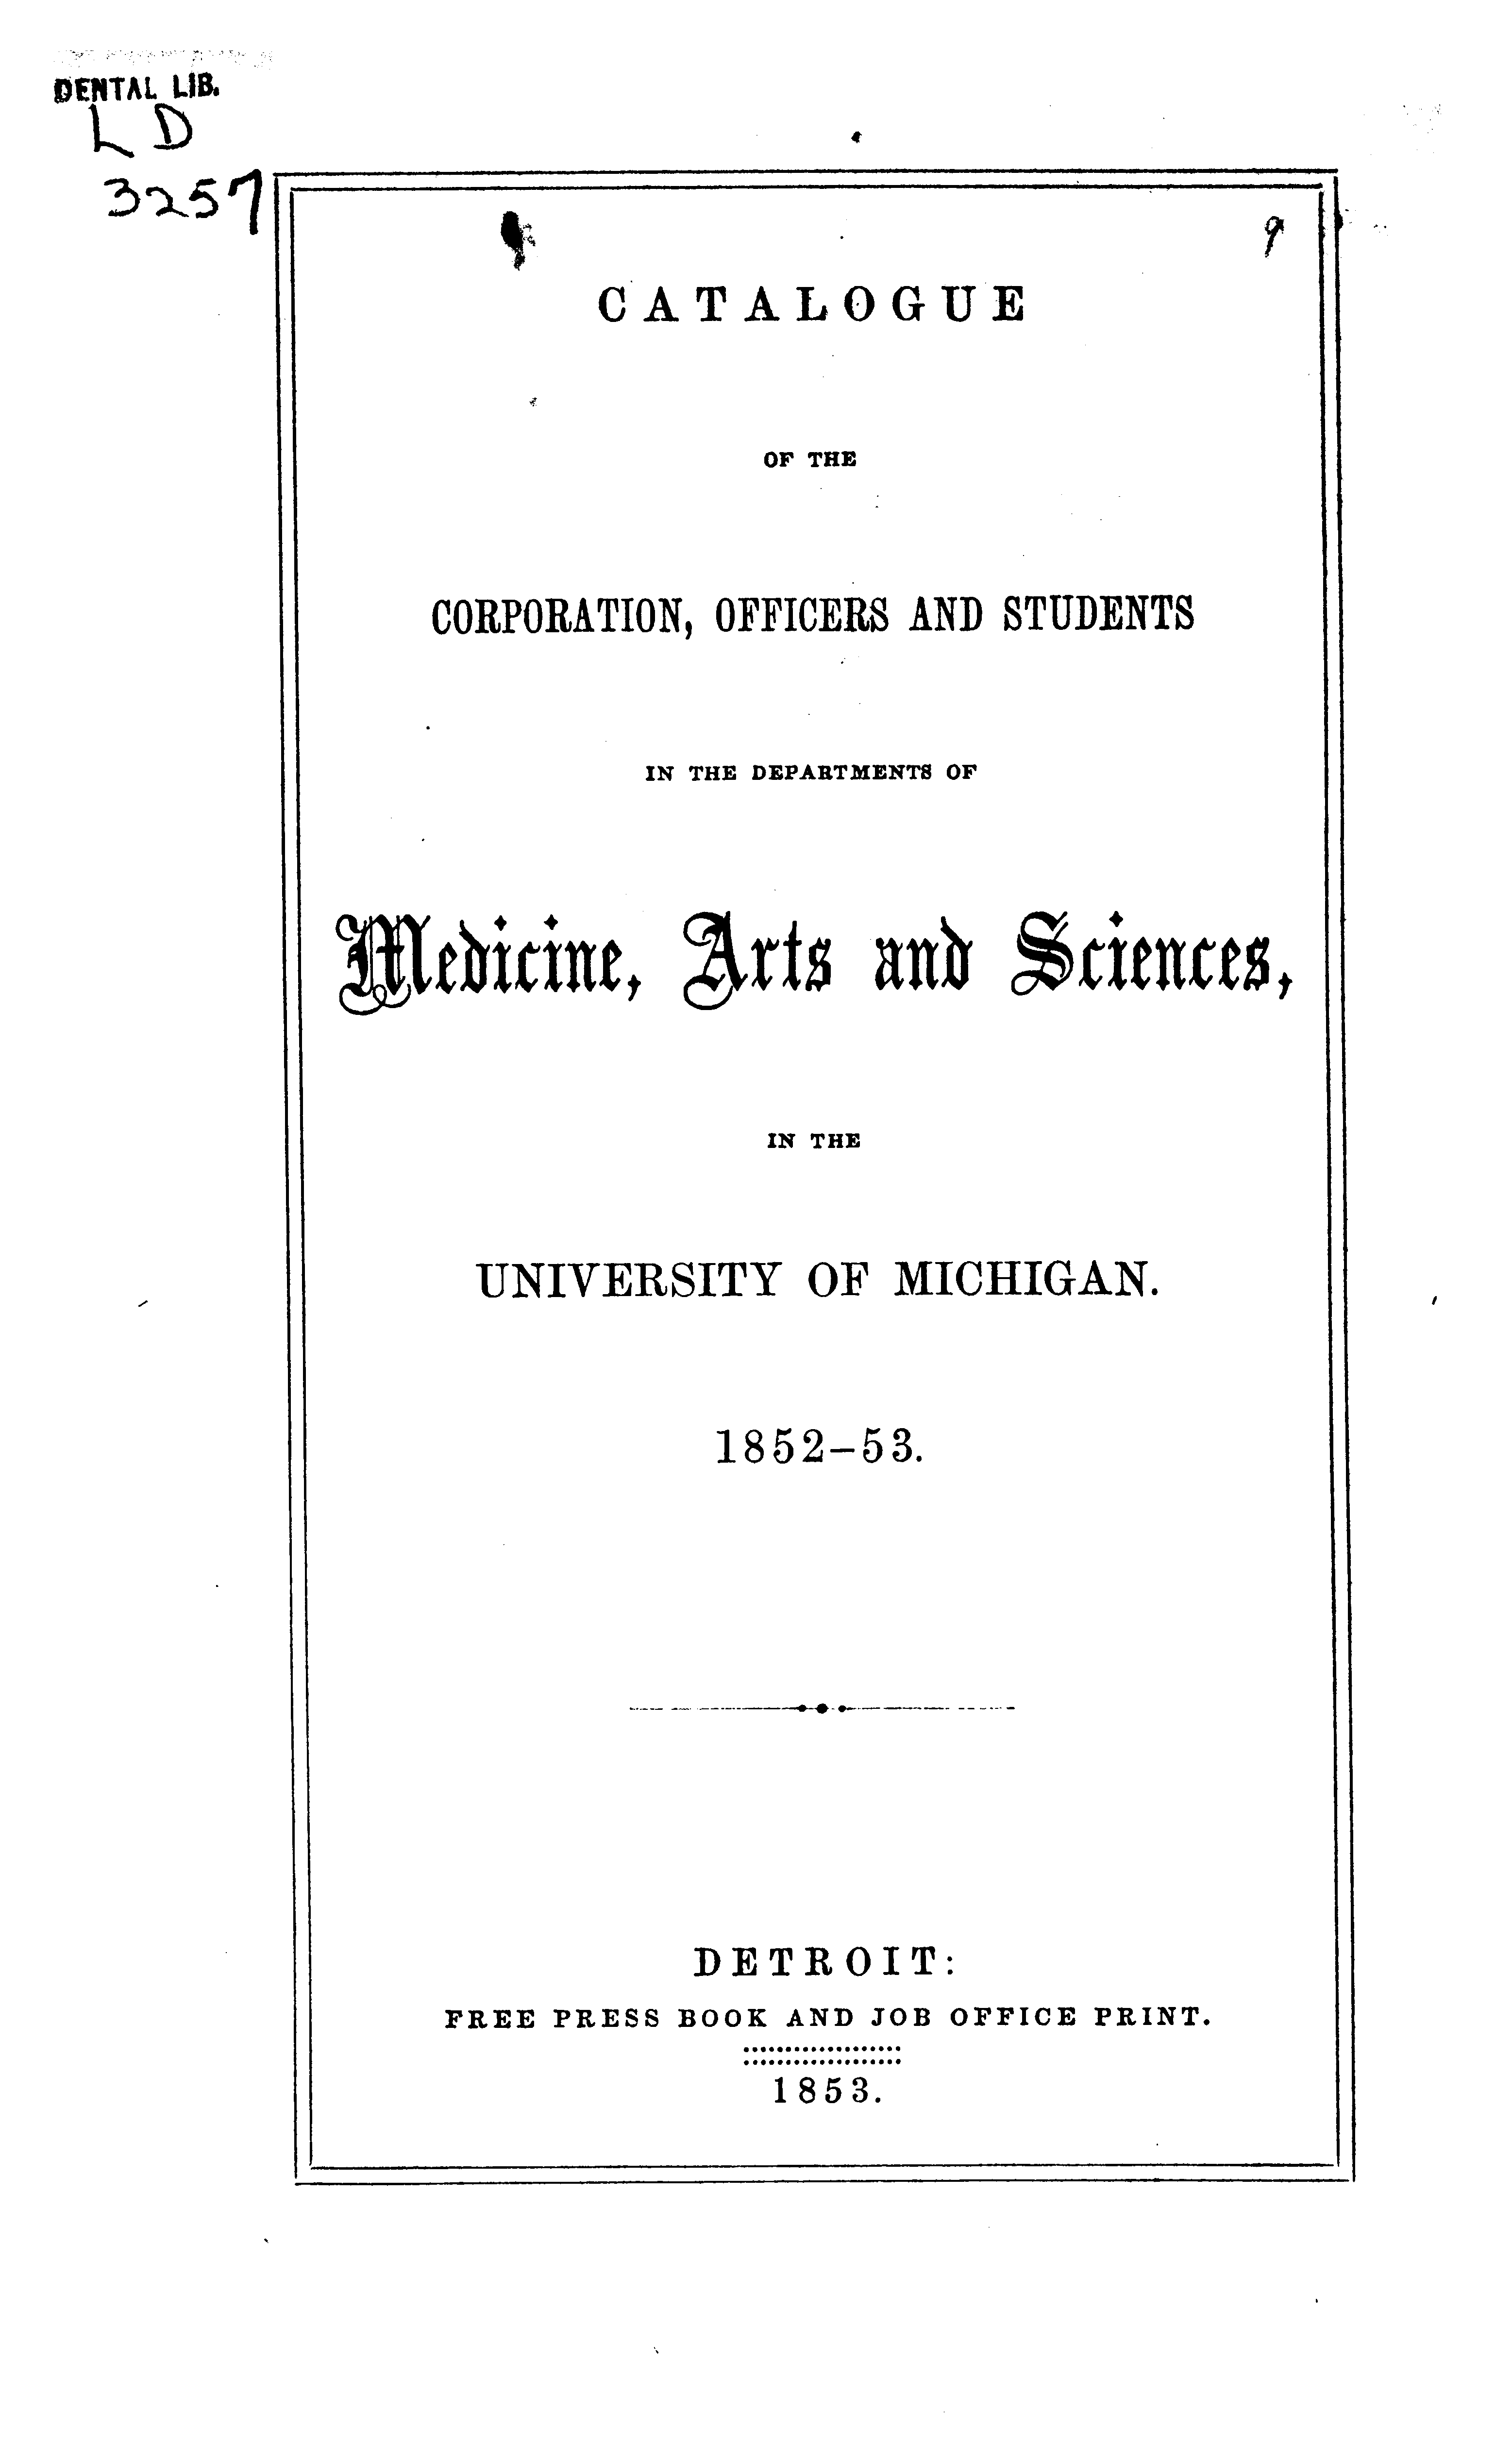 DENTAL LIB.
LD
3257
9
CATALOGUE
OF THE
CORPORATION, OFFICERS AND STUDENTS
IN THE DEPARTMENTS OF
Medicine, Arts and Sciences,
IN THE
UNIVERSITY OF MICHIGAN.
1852–53.
DETROIT:
FREE PRESS BOOK AND JOB OFFICE PRINT.
1853.